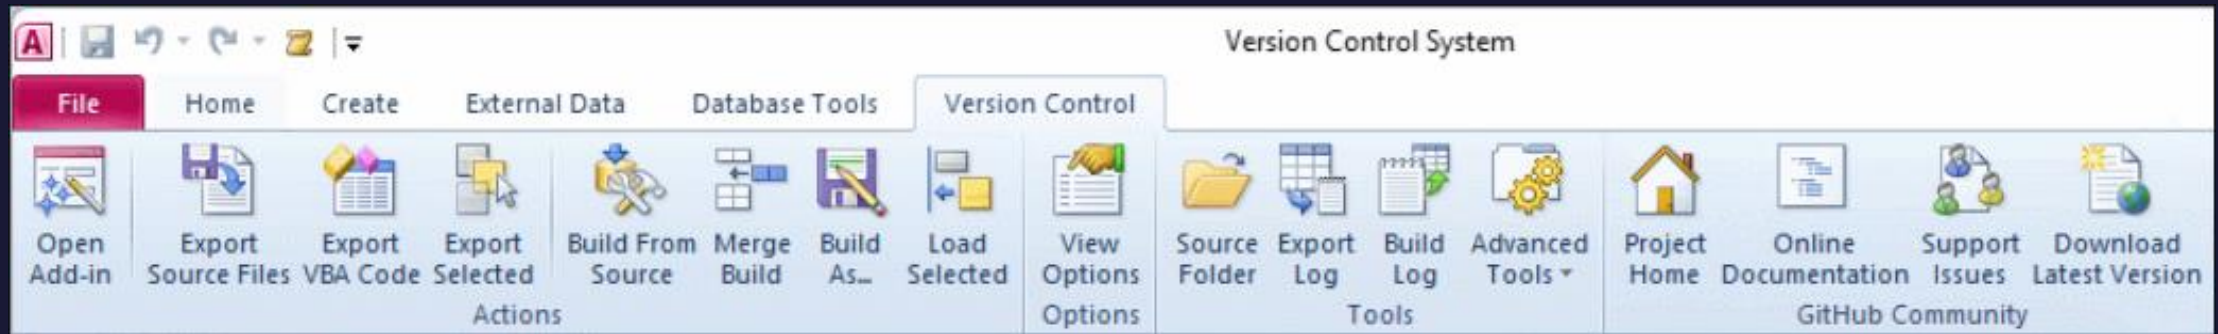 A
Version Control System
File Home Create External Data Database Tools Version Control
Open Add-in
Export Source Files
Export VBA Code
Export Selected
Build From Source
Merge Build
Build As...
Load Selected
Actions
View Options
Options
Source Folder
Export Log
Build Log
Advanced Tools
Tools
Project Home
Online Documentation
Support Issues
Download Latest Version
GitHub Community